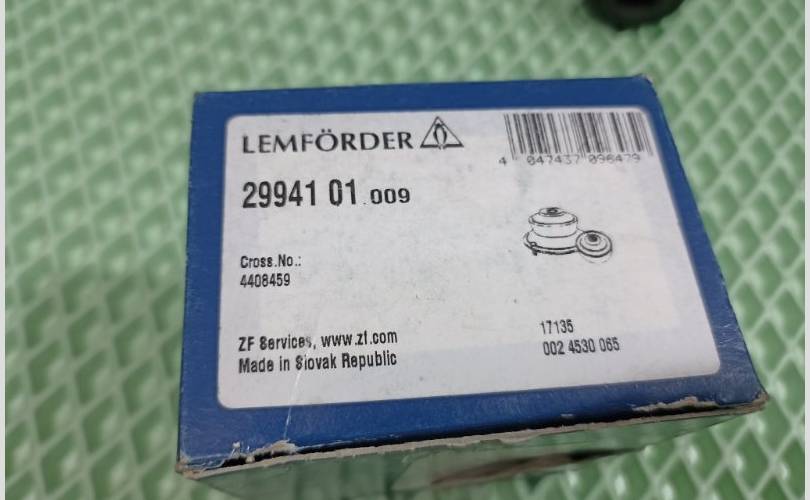 LEMFÖRDER
4 047437 096479
29941 01 .009
Cross.No.:
4408459
ZF Services, www.zf.com
Made in Slovak Republic
17135
002 4530 065